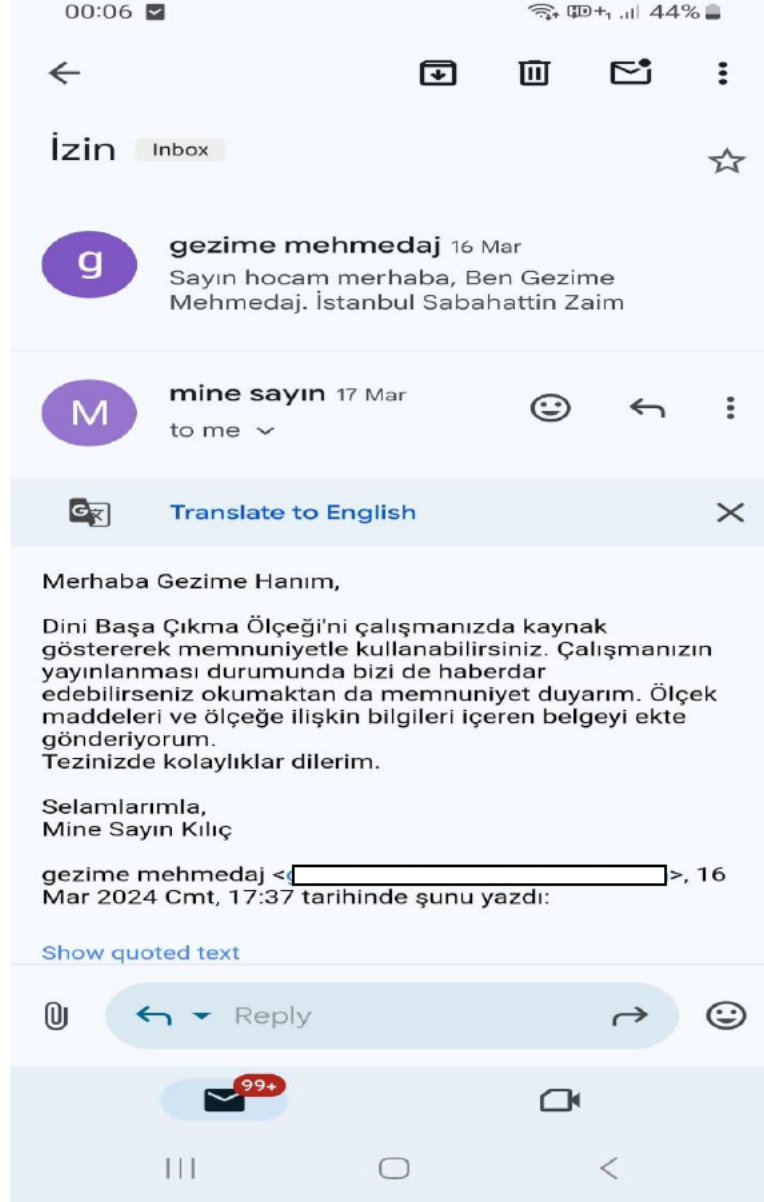 00:06
44%
İzin Inbox
g
gezime mehmedaj 16 Mar
Sayın hocam merhaba, Ben Gezime
Mehmedaj. İstanbul Sabahattin Zaim
M
mine sayın 17 Mar
to me
Translate to English
Merhaba Gezime Hanım,
Dini Başa Çıkma Ölçeği'ni çalışmanızda kaynak
göstererek memnuniyetle kullanabilirsiniz. Çalışmanızın
yayınlanması durumunda bizi de haberdar
edebilirseniz okumaktan da memnuniyet duyarım. Ölçek
maddeleri ve ölçeğe ilişkin bilgileri içeren belgeyi ekte
gönderiyorum.
Tezinizde kolaylıklar dilerim.
Selamlarımla,
Mine Sayın Kılıç
gezime mehmedaj < >, 16
Mar 2024 Cmt, 17:37 tarihinde şunu yazdı:
Show quoted text
Reply
99+